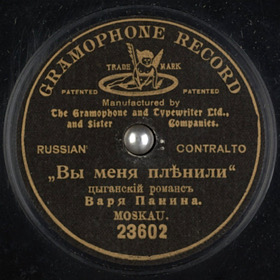 GRAMOPHONE RECORD
TRADE MARK
PATENTED PATENTED
Manufactured by
The Gramophone and Typewriter Ltd.,
and Sister Companies.
RUSSIAN CONTRALTO
„Вы меня плѣнили“
цыганскiй романсъ
Варя Панина.
MOSKAU.
23602